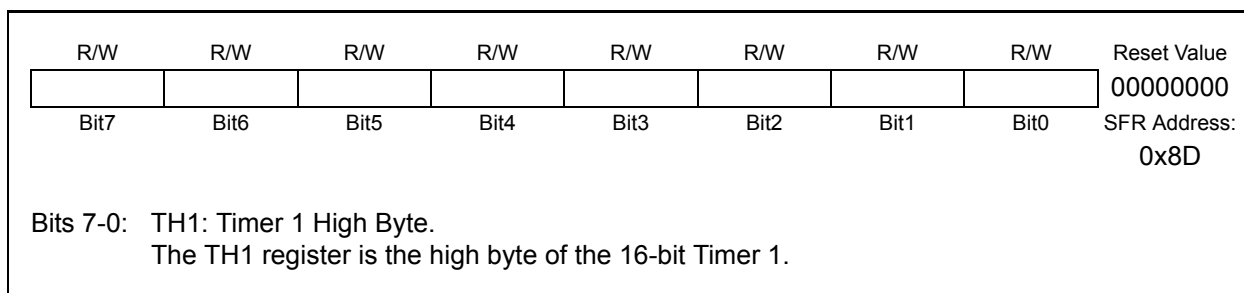 R/W R/W R/W R/W R/W R/W R/W R/W Reset Value
00000000
Bit7 Bit6 Bit5 Bit4 Bit3 Bit2 Bit1 Bit0 SFR Address:
0x8D
Bits 7-0: TH1: Timer 1 High Byte.
The TH1 register is the high byte of the 16-bit Timer 1.